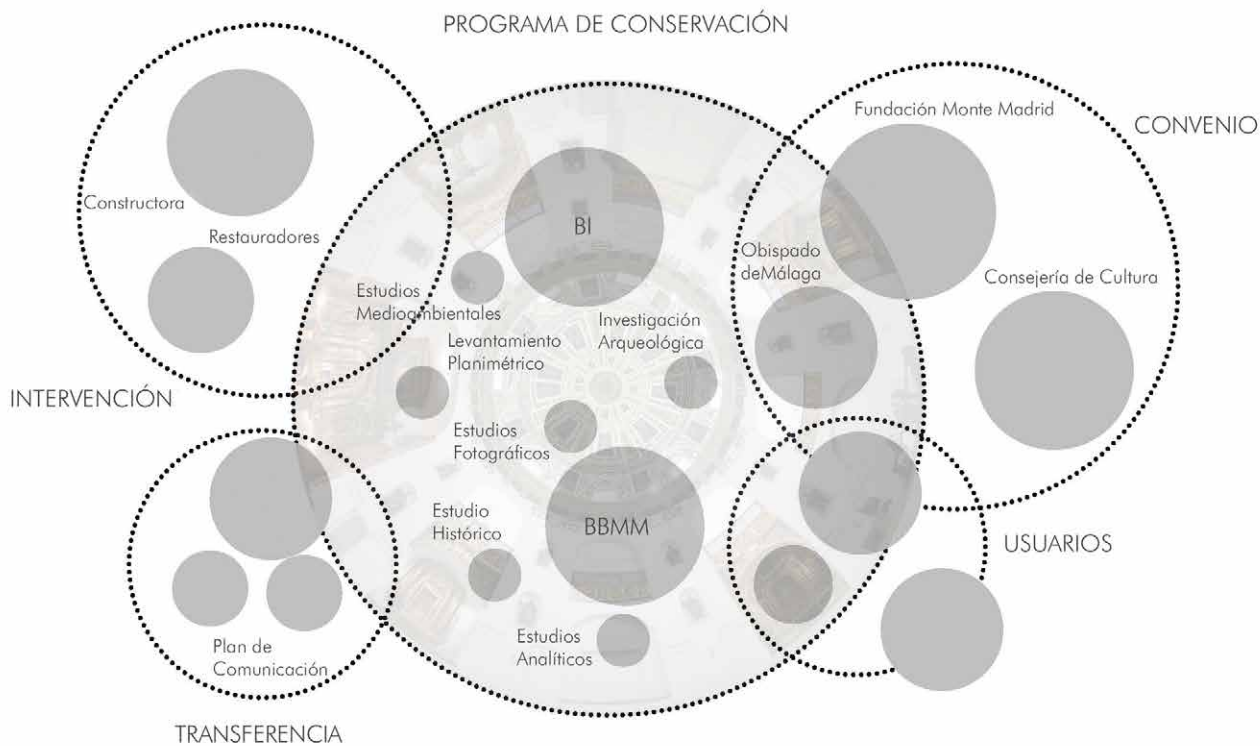 PROGRAMA DE CONSERVACIÓN
Fundación Monte Madrid
CONVENIO
Constructora
Restauradores
BI
Obispado
deMálaga
Consejería de Cultura
Estudios
Medioambientales
Investigación
Arqueológica
Levantamiento
Planimétrico
INTERVENCIÓN
Estudios
Fotográficos
Estudio
Histórico
BBMM
USUARIOS
Estudios
Analíticos
Plan de
Comunicación
TRANSFERENCIA